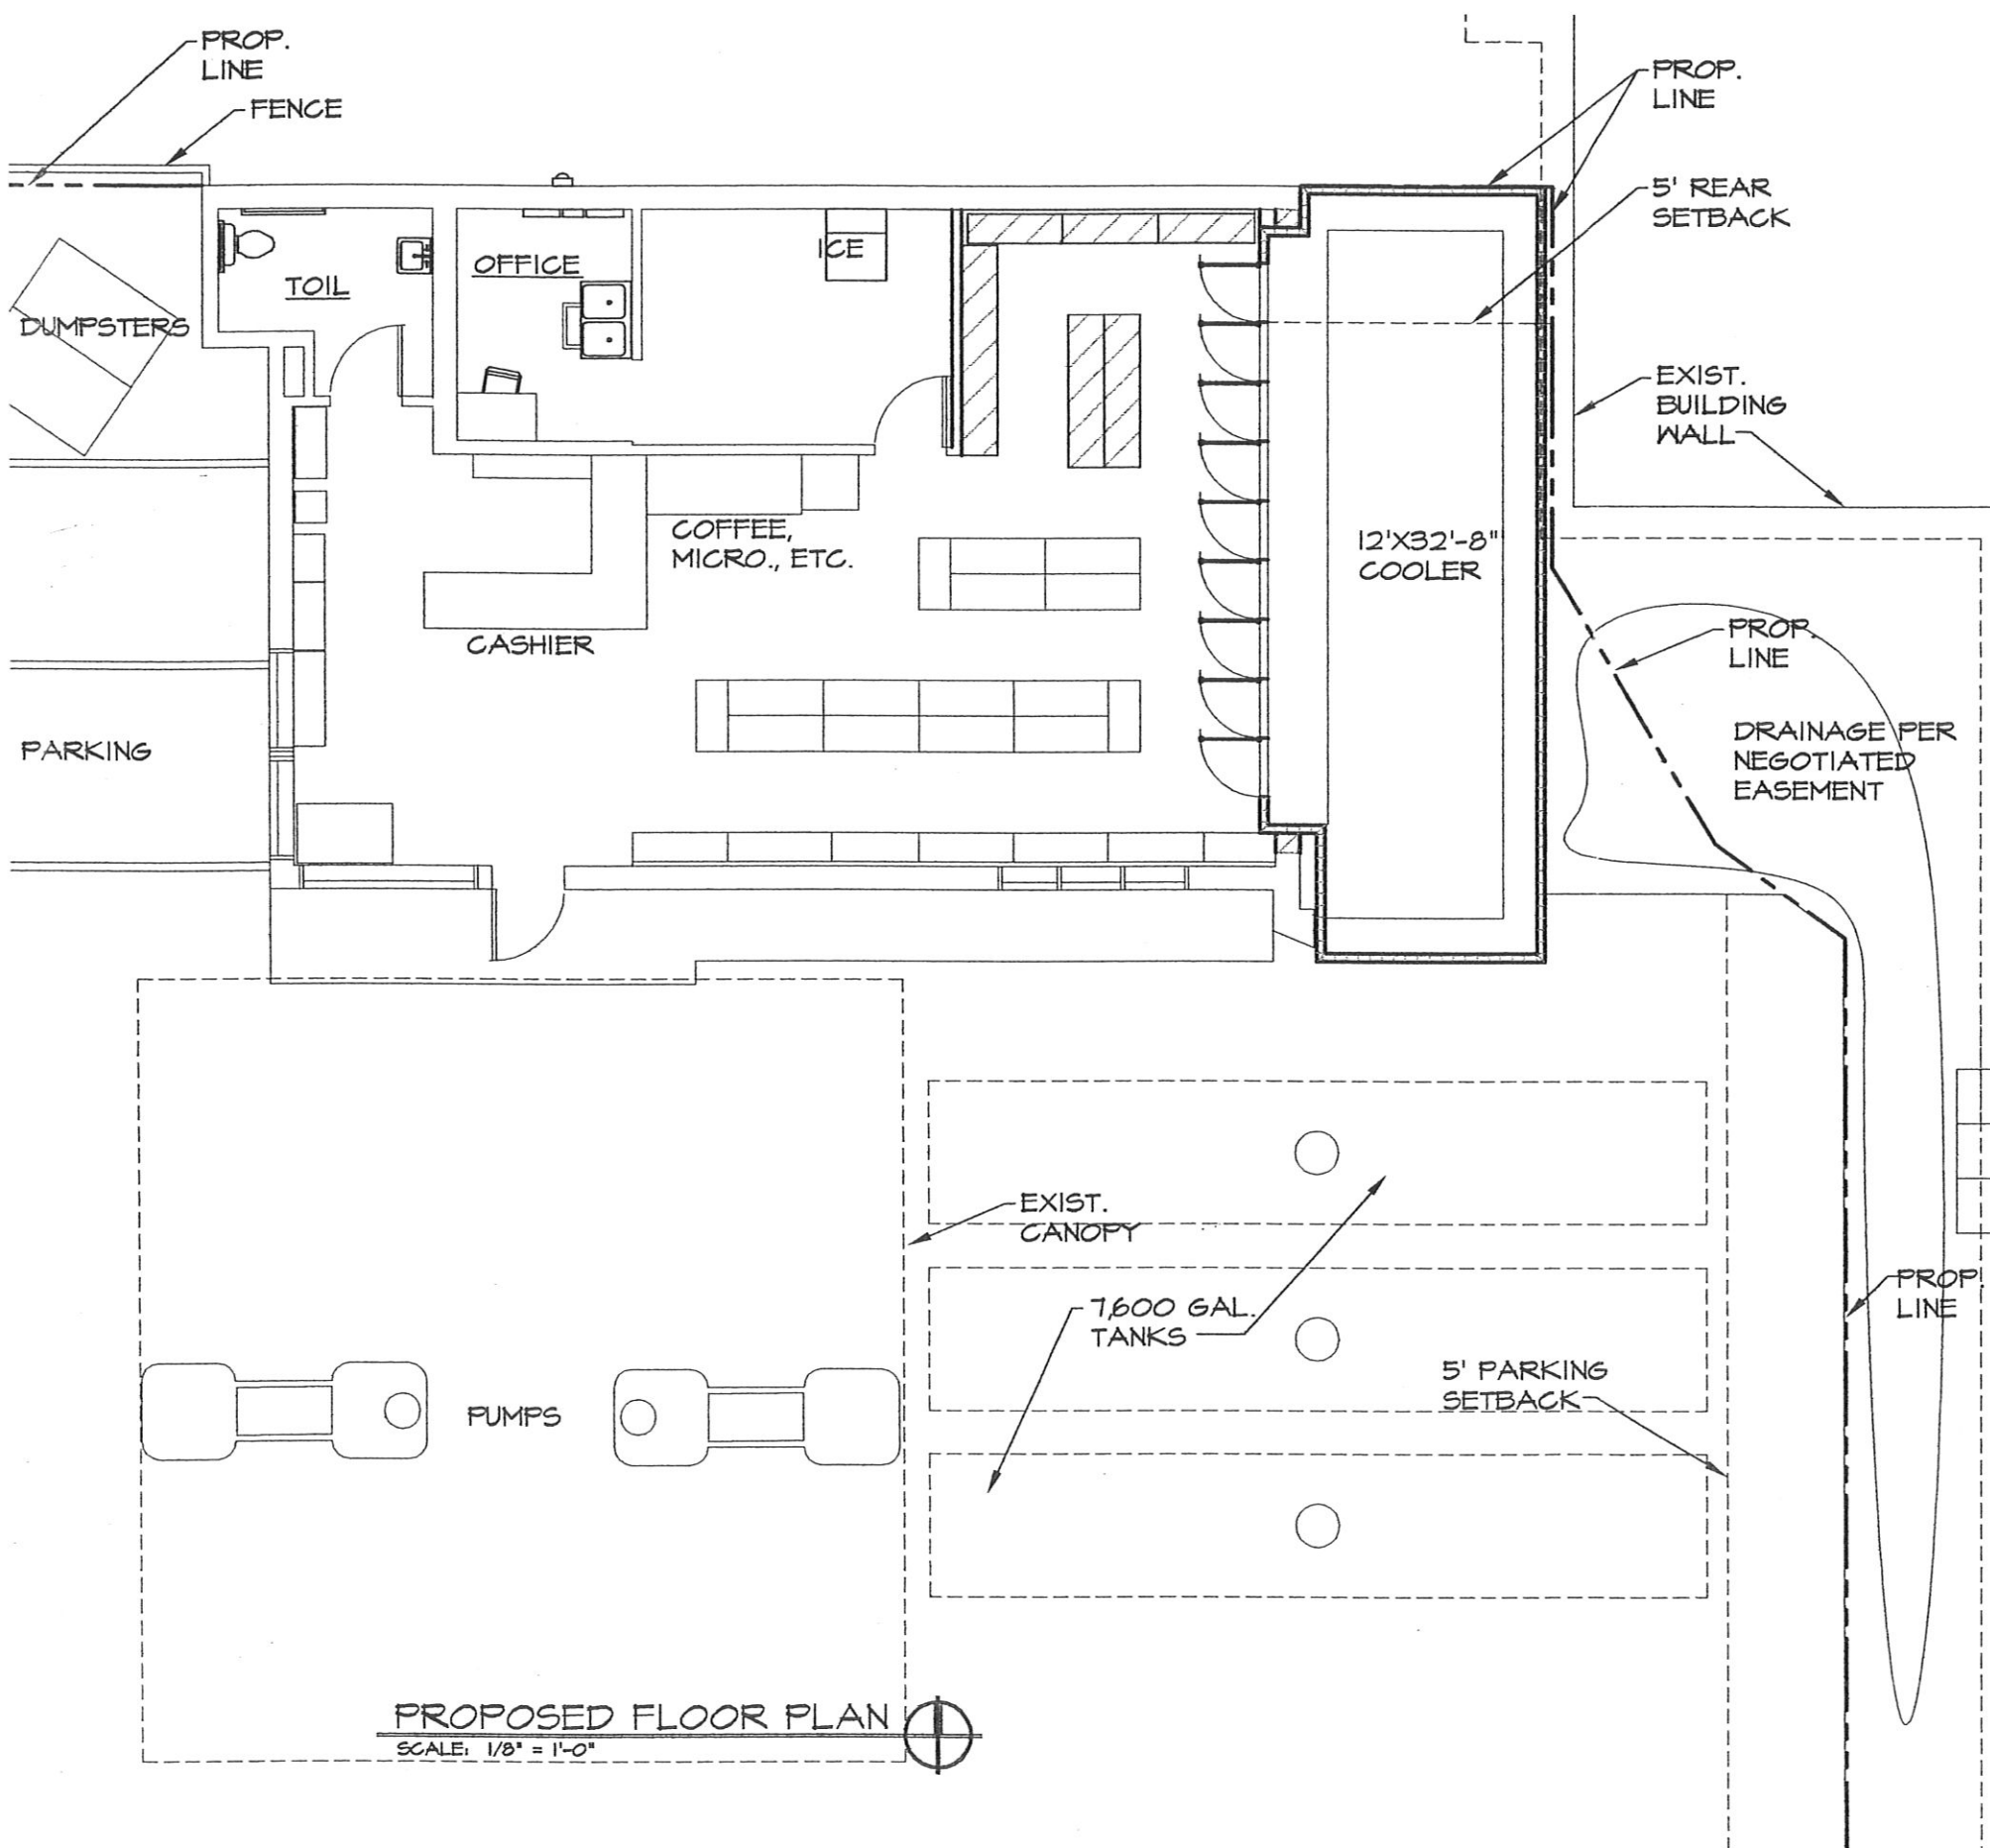 PROP.
LINE
FENCE
PROP.
LINE
5' REAR
SETBACK
TOIL
OFFICE
ICE
DUMPSTERS
EXIST.
BUILDING
WALL
COFFEE,
MICRO., ETC.
12'X32'-8"
COOLER
CASHIER
PROP.
LINE
PARKING
DRAINAGE PER
NEGOTIATED
EASEMENT
EXIST.
CANOPY
7,600 GAL.
TANKS
PROP.
LINE
5' PARKING
SETBACK
PUMPS
PROPOSED FLOOR PLAN
SCALE: 1/8" = 1'-0"